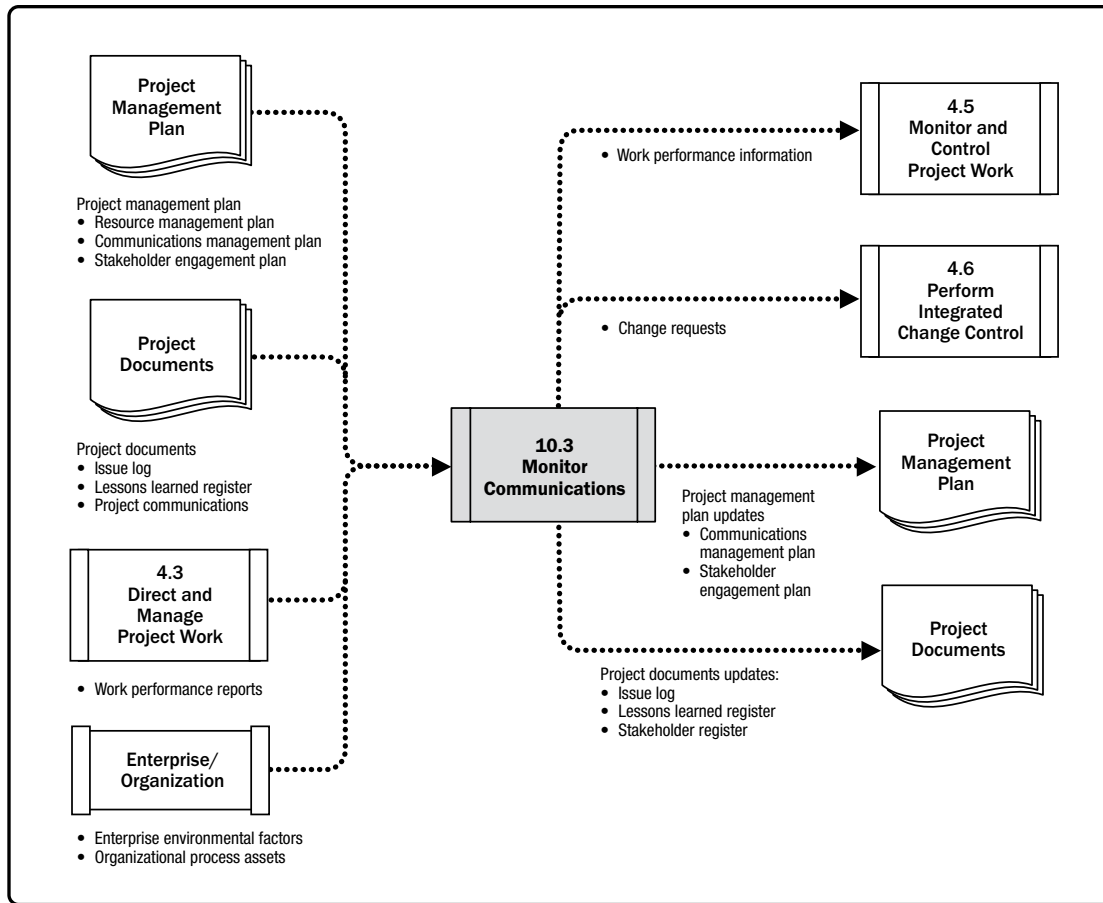 Project
Management
Plan
Project management plan
• Resource management plan
• Communications management plan
• Stakeholder engagement plan
Project
Documents
Project documents
• Issue log
• Lessons learned register
• Project communications
4.3
Direct and
Manage
Project Work
• Work performance reports
Enterprise/
Organization
• Enterprise environmental factors
• Organizational process assets
10.3
Monitor
Communications
• Work performance information
4.5
Monitor and
Control
Project Work
• Change requests
4.6
Perform
Integrated
Change Control
Project management
plan updates
• Communications
management plan
• Stakeholder
engagement plan
Project
Management
Plan
Project documents updates:
• Issue log
• Lessons learned register
• Stakeholder register
Project
Documents